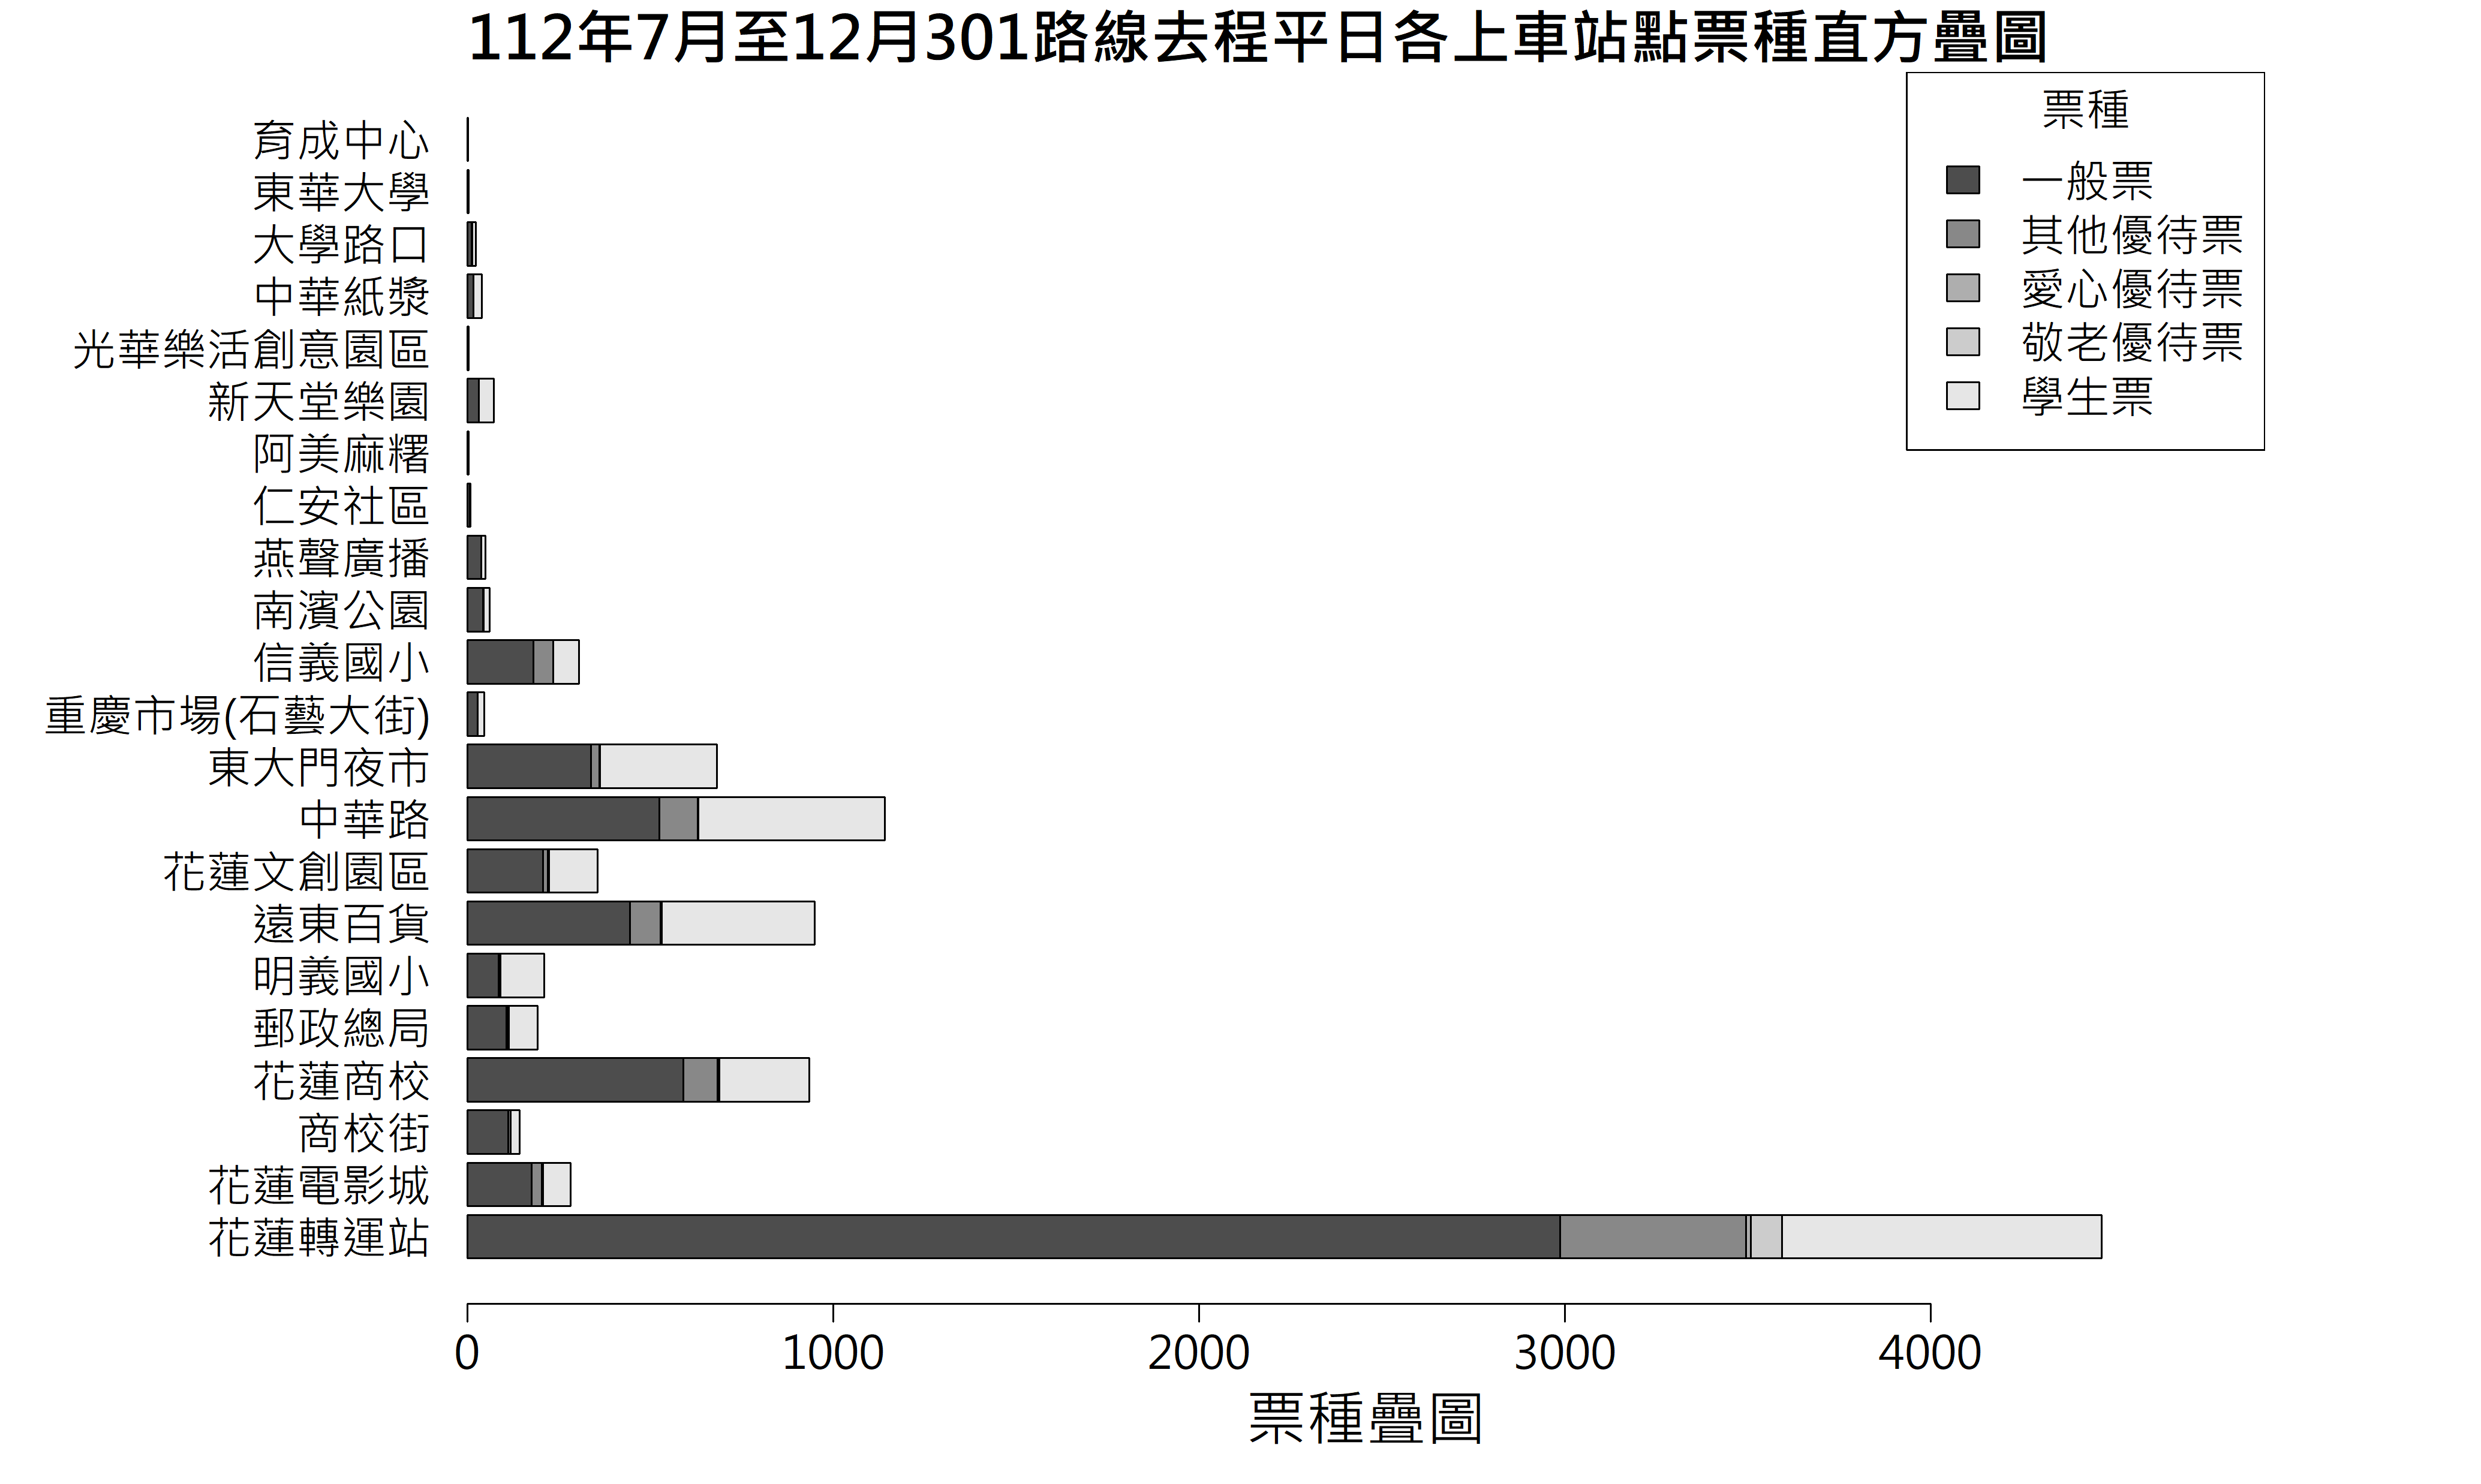 112年7月至12月301路線去程平日各上車站點票種直方疊圖
票種
一般票
其他優待票
愛心優待票
敬老優待票
學生票
育成中心
東華大學
大學路口
中華紙漿
光華樂活創意園區
新天堂樂園
阿美麻糬
仁安社區
燕聲廣播
南濱公園
信義國小
重慶市場(石藝大街)
東大門夜市
中華路
花蓮文創園區
遠東百貨
明義國小
郵政總局
花蓮商校
商校街
花蓮電影城
花蓮轉運站
0 1000 2000 3000 4000
票種疊圖